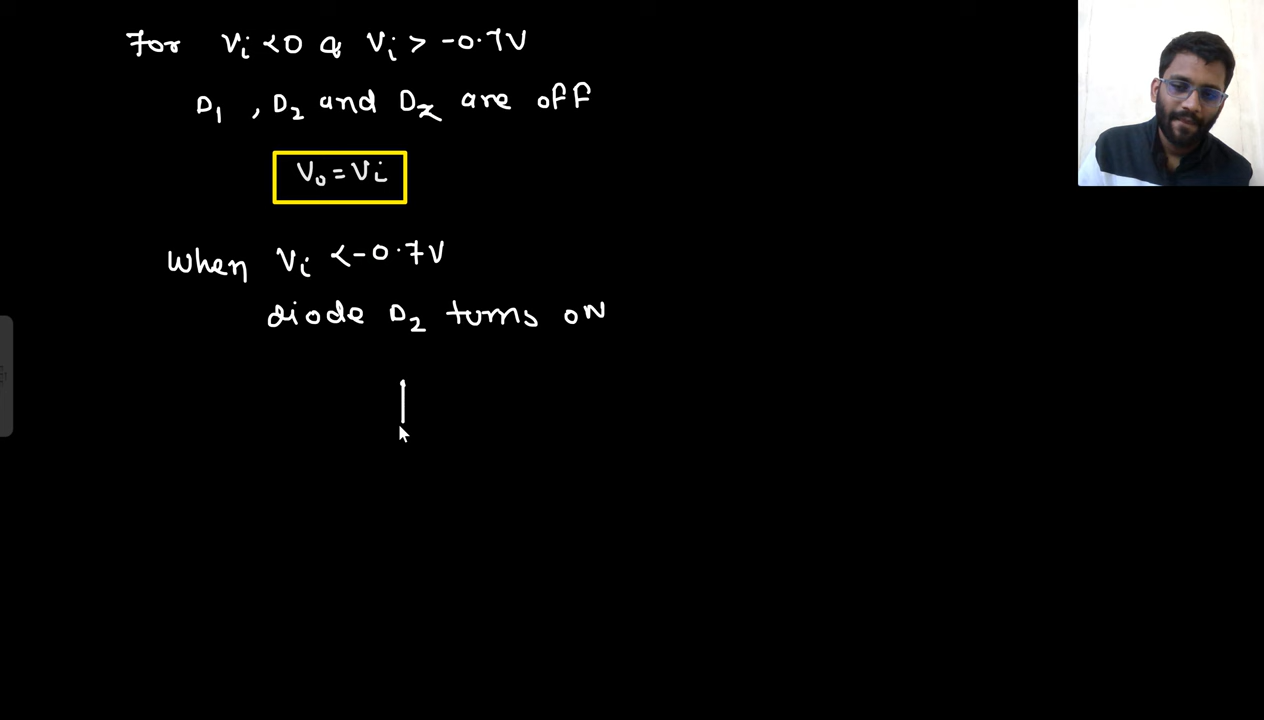 For Vi < 0 & Vi > -0.7V
D1, D2 and Dz are off
Vo = Vi
When Vi < -0.7V
diode D2 turns ON